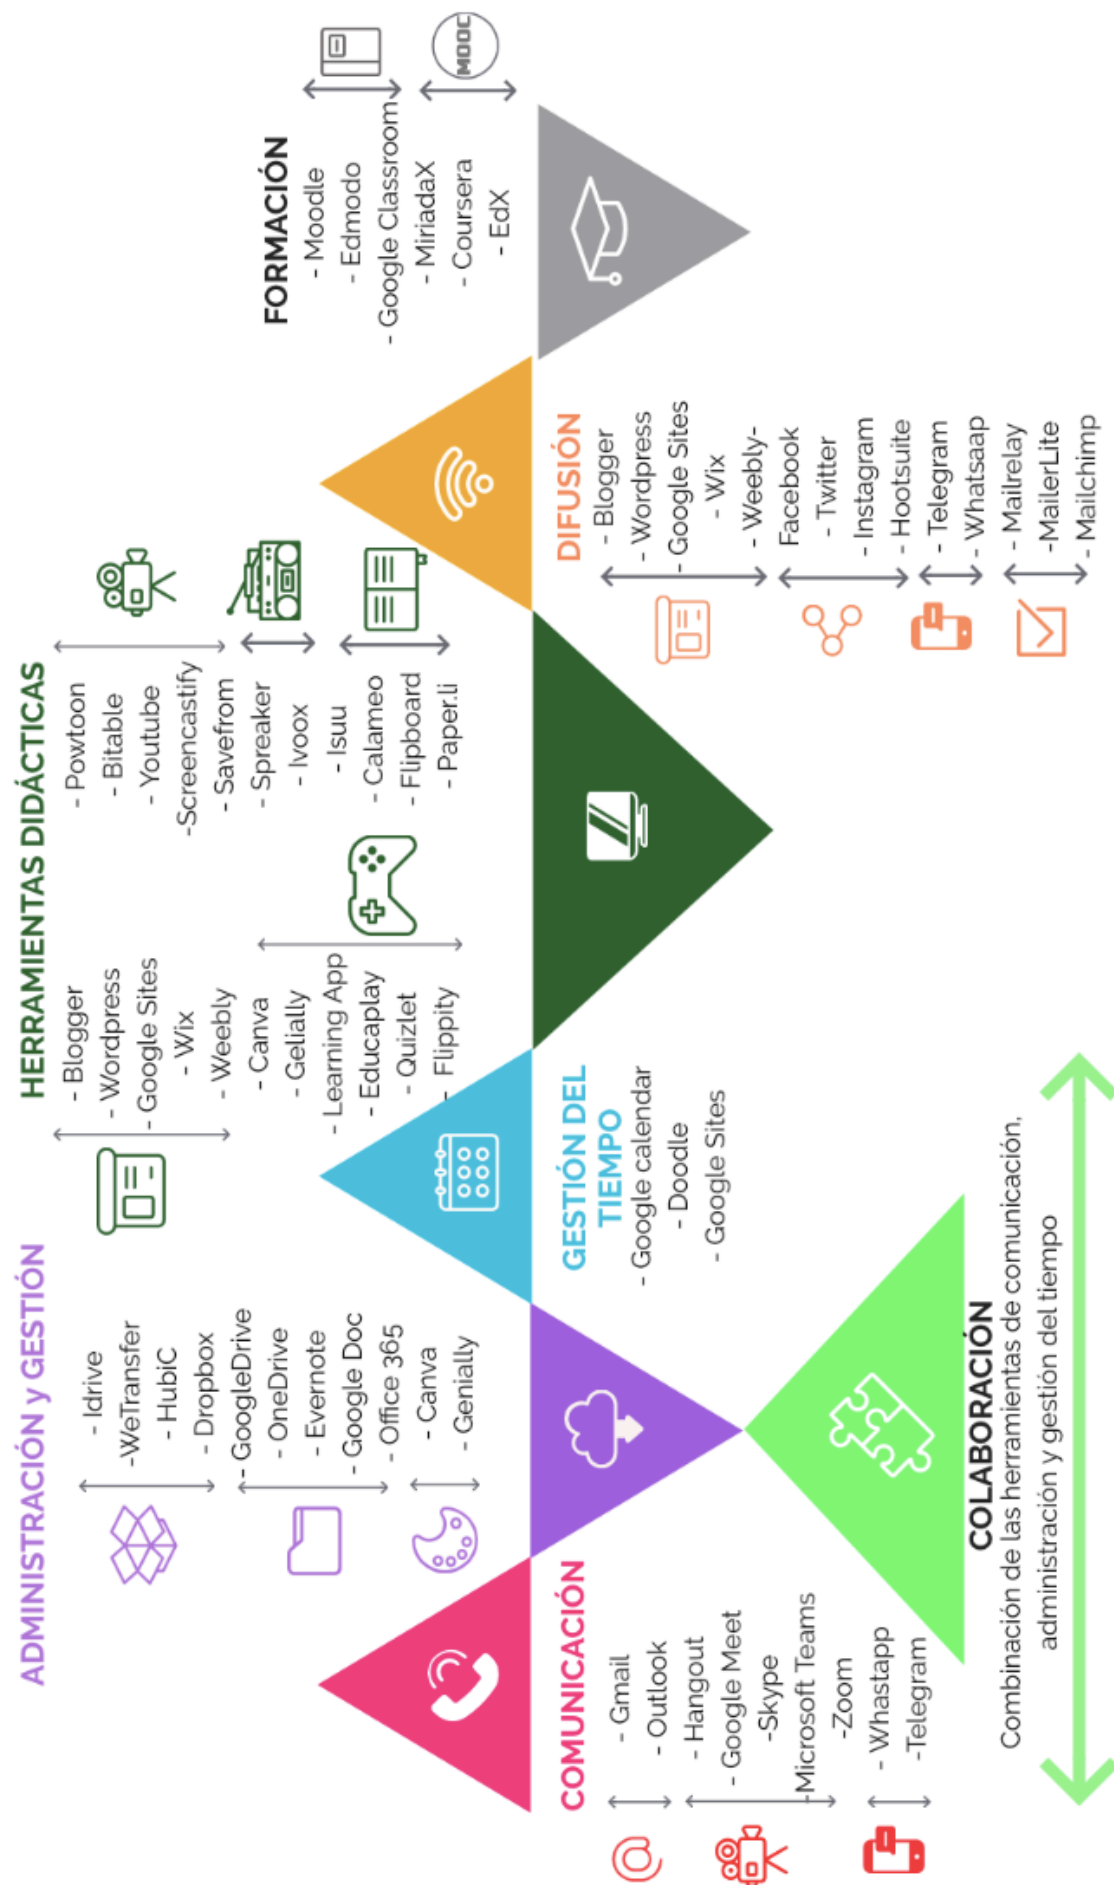 ADMINISTRACIÓN y GESTIÓN
- Idrive
-WeTransfer
- HubiC
- Dropbox
- GoogleDrive
- OneDrive
- Evernote
- Google Doc
- Office 365
- Canva
- Genially
HERRAMIENTAS DIDÁCTICAS
- Blogger
- Wordpress
- Google Sites
- Wix
- Weebly
- Canva
- Gelially
- Learning App
- Educaplay
- Quizlet
- Flippity
- Powtoon
- Bitable
- Youtube
-Screencastify
- Savefrom
- Spreaker
- Ivoox
- Isuu
- Calameo
- Flipboard
- Paper.li
FORMACIÓN
- Moodle
- Edmodo
- Google Classroom
- MiriadaX
- Coursera
- EdX
MOOC
COMUNICACIÓN
- Gmail
- Outlook
- Hangout
- Google Meet
-Skype
-Microsoft Teams
-Zoom
- Whastapp
-Telegram
GESTIÓN DEL
TIEMPO
- Google calendar
- Doodle
- Google Sites
DIFUSIÓN
- Blogger
- Wordpress
- Google Sites
- Wix
- Weebly-
Facebook
- Twitter
- Instagram
- Hootsuite
- Telegram
- Whatsaap
- Mailrelay
-MailerLite
- Mailchimp
COLABORACIÓN
Combinación de las herramientas de comunicación,
administración y gestión del tiempo